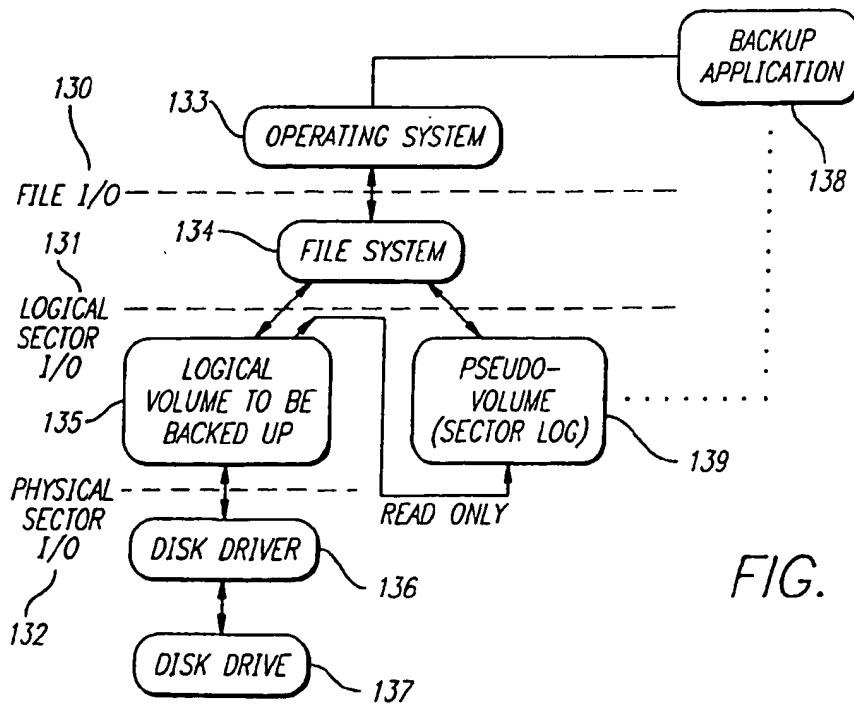 BACKUP
APPLICATION
138
130
133
OPERATING SYSTEM
FILE I/O
134
FILE SYSTEM
131
LOGICAL
SECTOR
I/O
135
LOGICAL
VOLUME TO BE
BACKED UP
PSEUDO-
VOLUME
(SECTOR LOG)
139
PHYSICAL
SECTOR
I/O
132
READ ONLY
DISK DRIVER
136
DISK DRIVE
137
FIG.